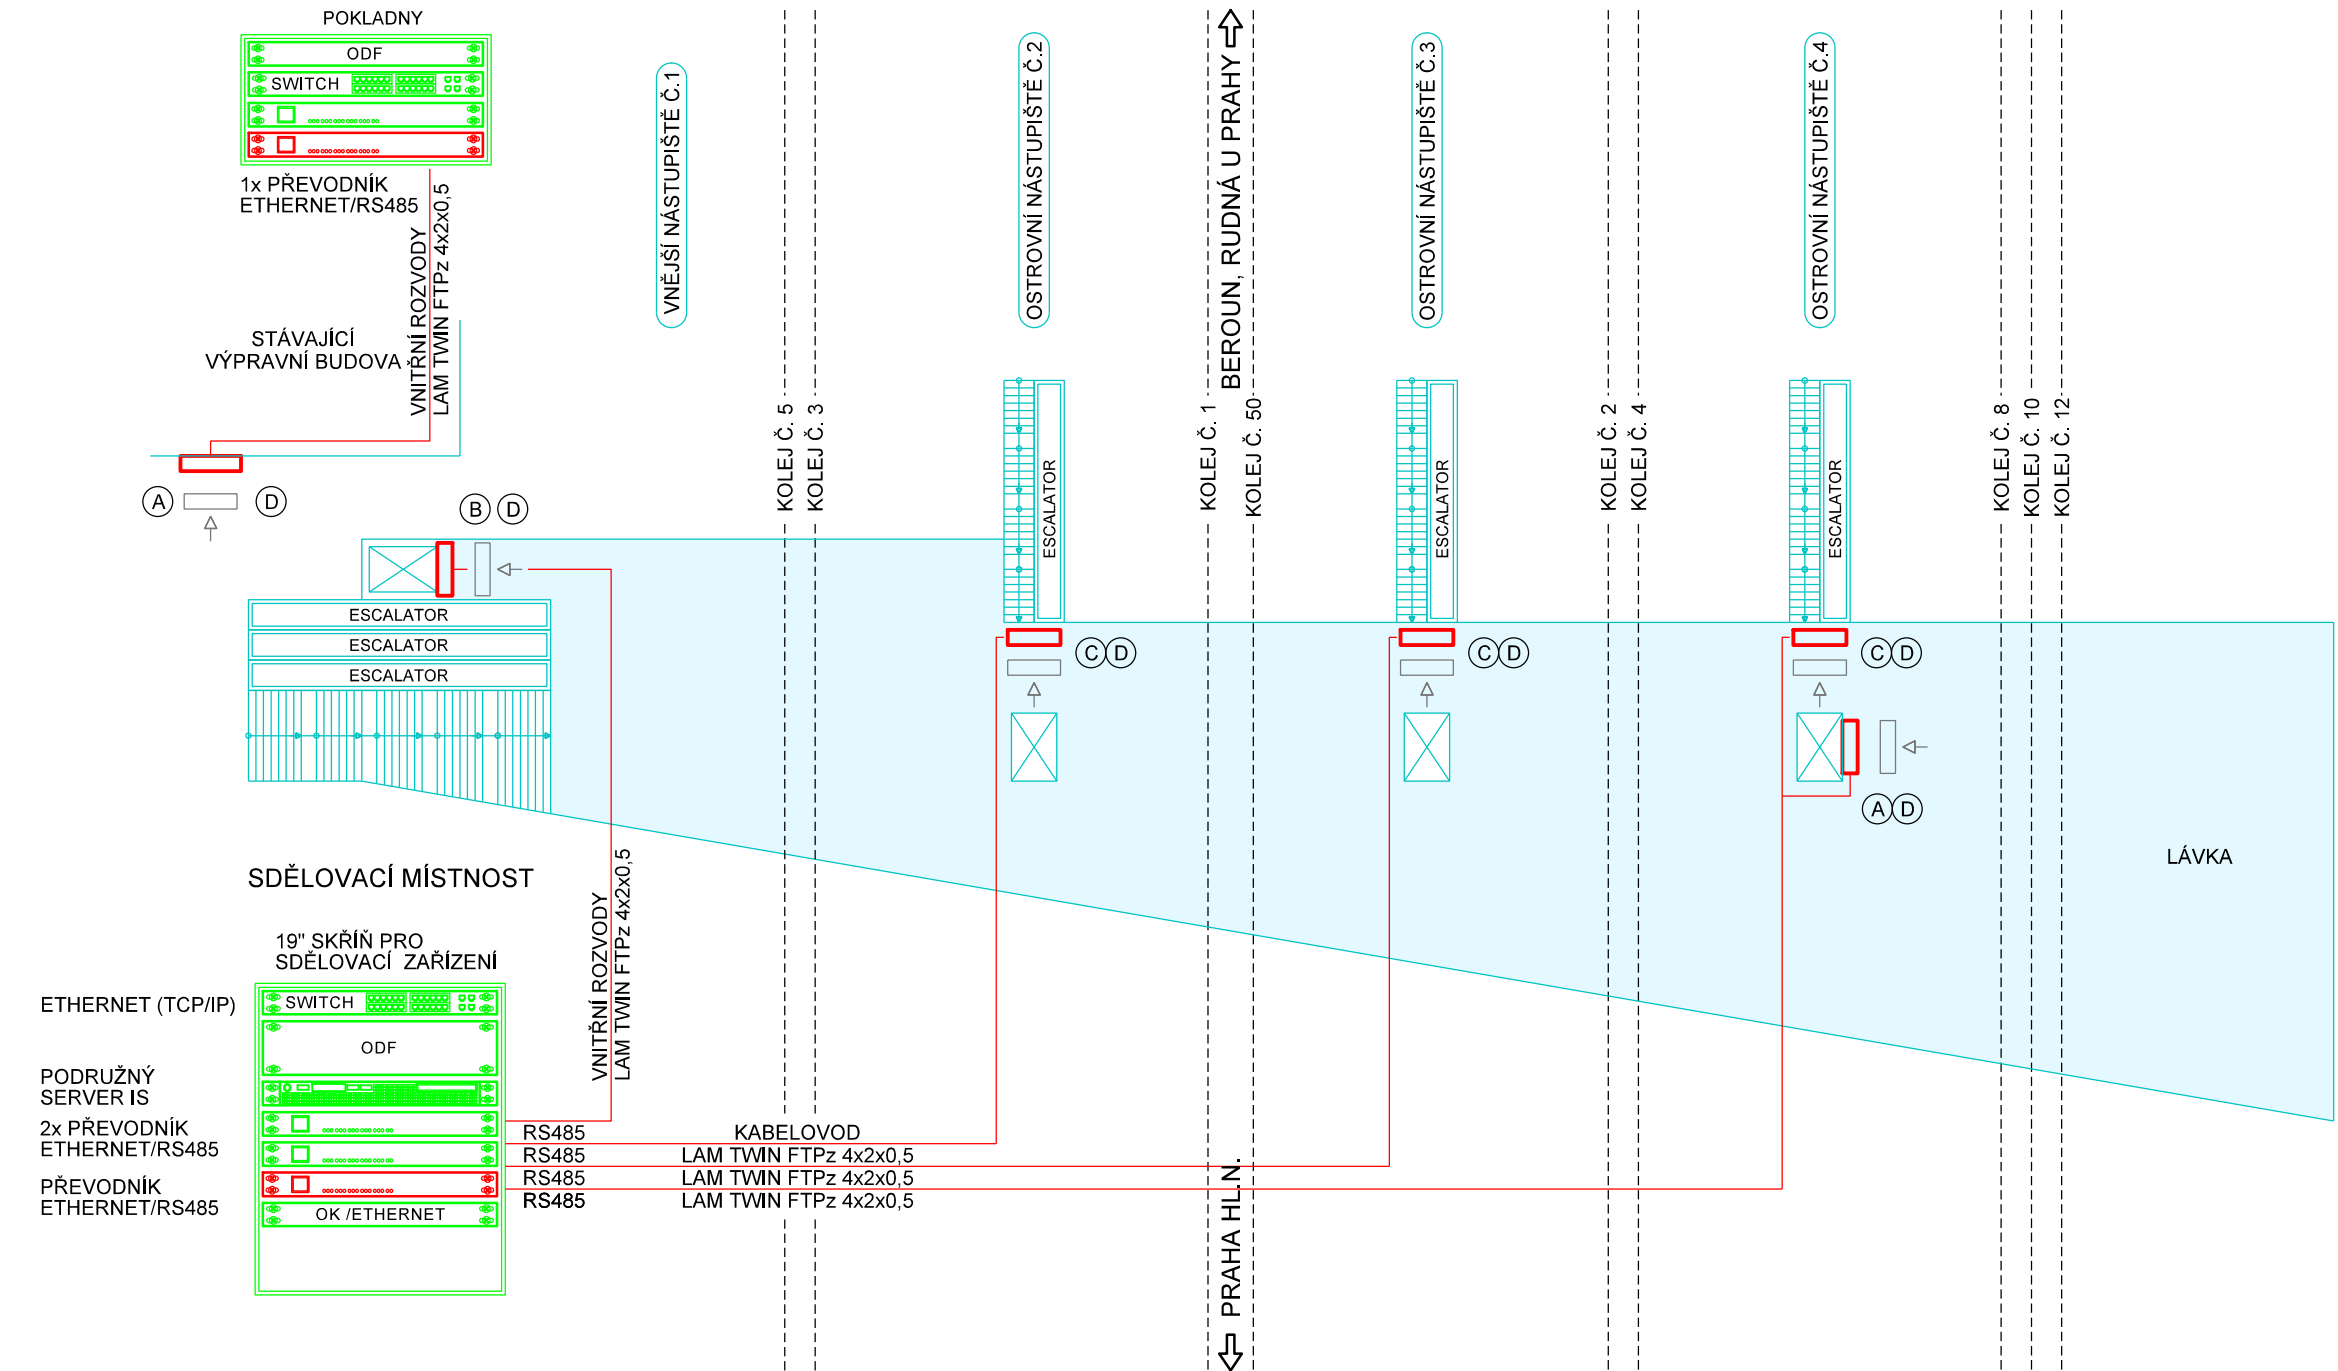 POKLADNY
ODF
SWITCH
1x PŘEVODNÍK
ETHERNET/RS485
VNITŘNÍ ROZVODY
LAM TWIN FTPz 4x2x0,5
STÁVAJÍCÍ
VÝPRAVNÍ BUDOVA
VNĚJŠÍ NÁSTUPIŠTĚ Č.1
OSTROVNÍ NÁSTUPIŠTĚ Č.2
BEROUN, RUDNÁ U PRAHY
OSTROVNÍ NÁSTUPIŠTĚ Č.3
OSTROVNÍ NÁSTUPIŠTĚ Č.4
KOLEJ Č. 5
KOLEJ Č. 3
KOLEJ Č. 1
KOLEJ Č. 50
KOLEJ Č. 2
KOLEJ Č. 4
KOLEJ Č. 8
KOLEJ Č. 10
KOLEJ Č. 12
ESCALATOR
ESCALATOR
ESCALATOR
A
D
B D
ESCALATOR
ESCALATOR
ESCALATOR
C D
C D
C D
A D
LÁVKA
SDĚLOVACÍ MÍSTNOST
VNITŘNÍ ROZVODY
LAM TWIN FTPz 4x2x0,5
19" SKŘÍŇ PRO
SDĚLOVACÍ ZAŘÍZENÍ
ETHERNET (TCP/IP)
SWITCH
ODF
PODRUŽNÝ
SERVER IS
2x PŘEVODNÍK
ETHERNET/RS485
PŘEVODNÍK
ETHERNET/RS485
OK /ETHERNET
RS485 KABELOVOD
RS485 LAM TWIN FTPz 4x2x0,5
RS485 LAM TWIN FTPz 4x2x0,5
RS485 LAM TWIN FTPz 4x2x0,5
PRAHA HL.N.